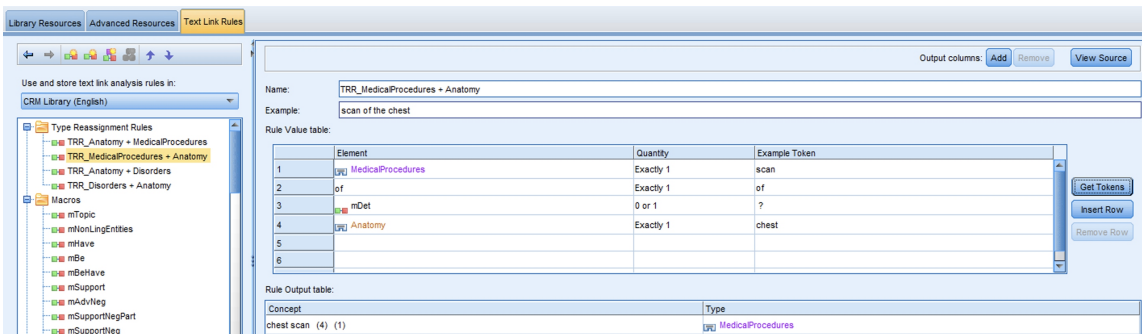 Library Resources Advanced Resources Text Link Rules
Output columns: Add Remove View Source
Use and store text link analysis rules in:
CRM Library (English)
Type Reassignment Rules
TRR_Anatomy + MedicalProcedures
TRR_MedicalProcedures + Anatomy
TRR_Anatomy + Disorders
TRR_Disorders + Anatomy
Macros
mTopic
mNonLingEntities
mHave
mBe
mBeHave
mSupport
mAdvNeg
mSupportNegPart
mSupportNeg
Name: TRR_MedicalProcedures + Anatomy
Example: scan of the chest
Rule Value table:
Element Quantity Example Token
1 MedicalProcedures Exactly 1 scan
2 of Exactly 1 of
3 mDet 0 or 1 ?
4 Anatomy Exactly 1 chest
5
6
Get Tokens
Insert Row
Remove Row
Rule Output table:
Concept Type
chest scan (4) (1) MedicalProcedures